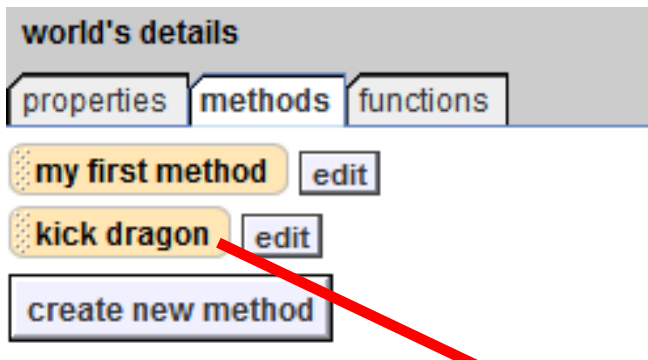 world's details
properties methods functions
my first method edit
kick dragon edit
create new method